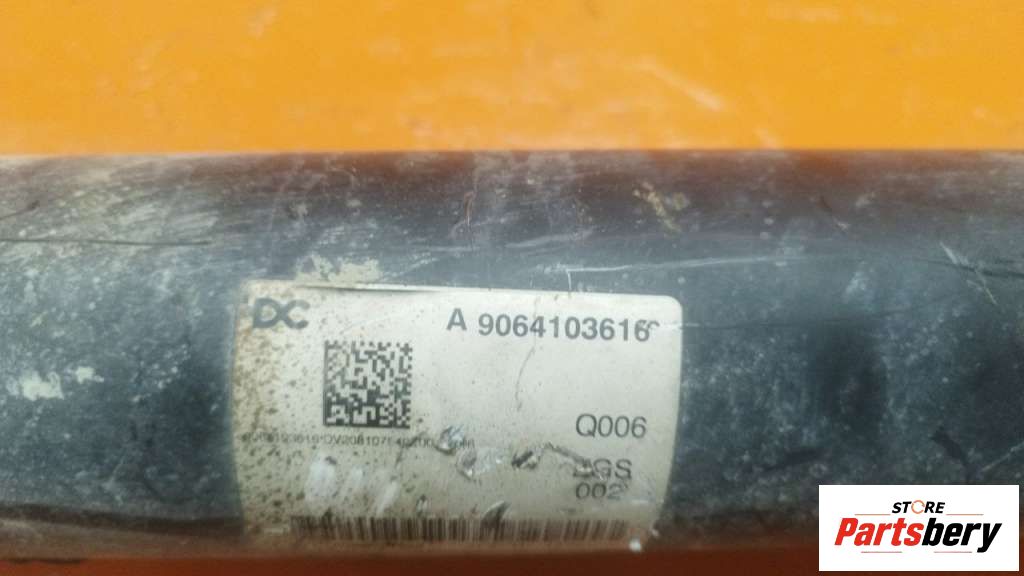 DC
A 9064103616
Q006
002
STORE
Partsbery